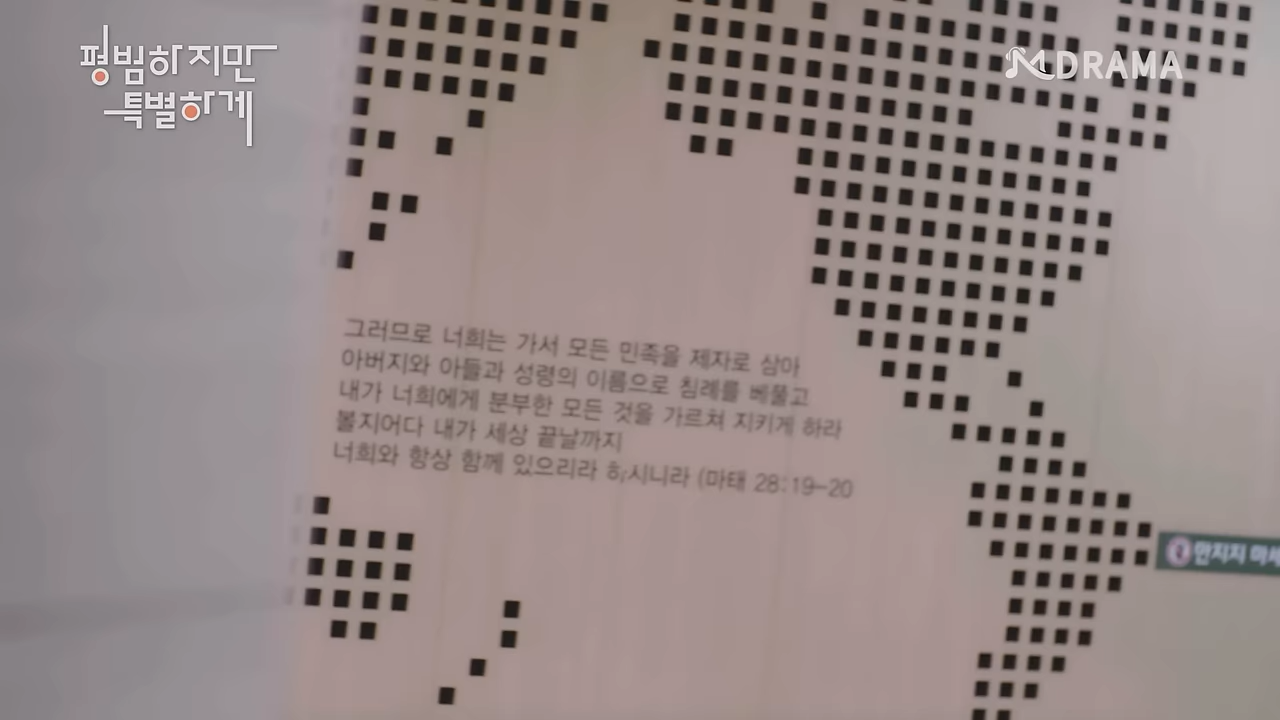 평범하지만
특별하게
MDRAMA
그러므로 너희는 가서 모든 민족을 제자로 삼아
아버지와 아들과 성령의 이름으로 침례를 베풀고
내가 너희에게 분부한 모든 것을 가르쳐 지키게 하라
볼지어다 내가 세상 끝날까지
너희와 항상 함께 있으리라 하시니라 (마태 28:19-20